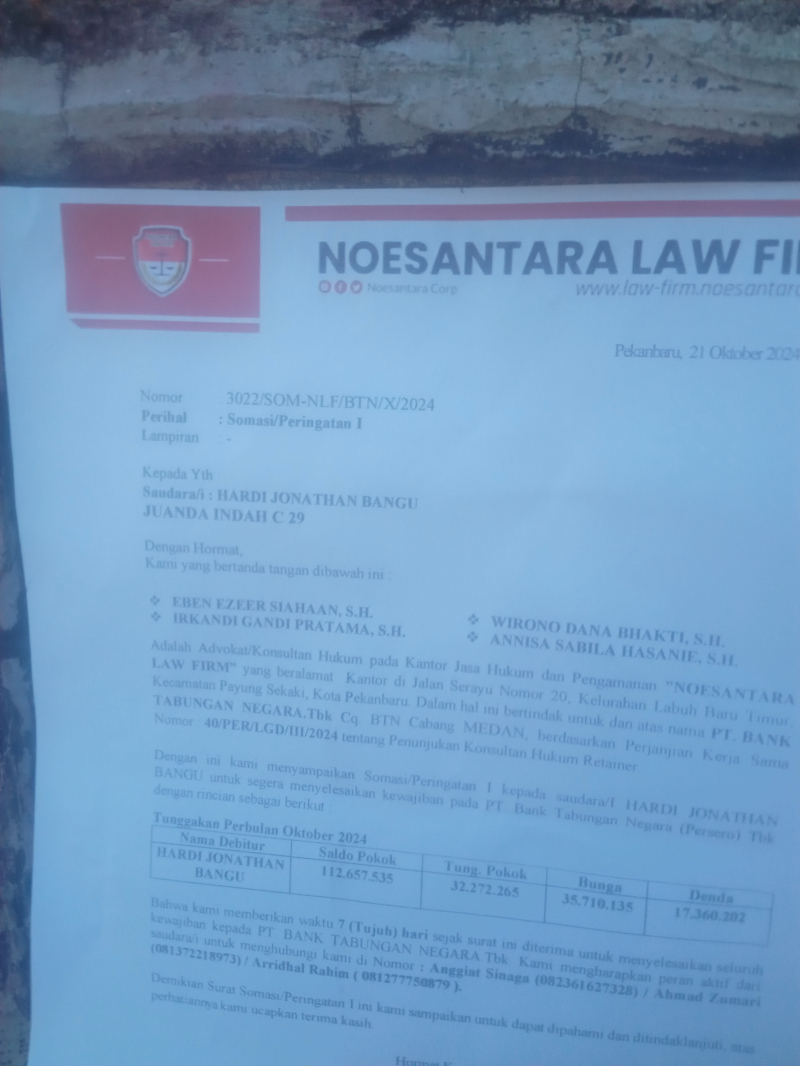 NOESANTARA LAW
Noesantara Corp
www.law-firm.noesantara
Pekanbaru, 21 Oktober 2024
Nomor 3022/SOM-NLF/BTN/X/2024
Perihal : Somasi/Peringatan I
Lampiran -
Kepada Yth
Saudara/i : HARDI JONATHAN BANGU
JUANDA INDAH C 29
Dengan Hormat,
Kami yang bertanda tangan dibawah ini :
❖ EBEN EZEER SIAHAAN, S.H. ❖ WIRONO DANA BHAKTI, S.H.
❖ IRKANDI GANDI PRATAMA, S.H. ❖ ANNISA SABILA HASANIE, S.H.
Adalah Advokat/Konsultan Hukum pada Kantor Jasa Hukum dan Pengamanan "NOESANTARA
LAW FIRM" yang beralamat Kantor di Jalan Serayu Nomor 20, Kelurahan Labuh Baru Timur,
Kecamatan Payung Sekaki, Kota Pekanbaru. Dalam hal ini bertindak untuk dan atas nama PT. BANK
TABUNGAN NEGARA.Tbk Cq. BTN Cabang MEDAN, berdasarkan Perjanjian Kerja Sama
Nomor : 40/PER/LGD/III/2024 tentang Penunjukan Konsultan Hukum Retainer
Dengan ini kami menyampaikan Somasi/Peringatan I kepada saudara/I HARDI JONATHAN
BANGU untuk segera menyelesaikan kewajiban pada PT. Bank Tabungan Negara (Persero) Tbk
dengan rincian sebagai berikut
Tunggakan Perbulan Oktober 2024
Nama Debitur Saldo Pokok Tung. Pokok Bunga Denda
HARDI JONATHAN BANGU 112.657.535 32.272.265 35.710.135 17.360.202
Bahwa kami memberikan waktu 7 (Tujuh) hari sejak surat ini diterima untuk menyelesaikan seluruh
kewajiban kepada PT. BANK TABUNGAN NEGARA.Tbk. Kami mengharapkan peran aktif dari
saudara/i untuk menghubungi kami di Nomor : Anggiat Sinaga (082361627328) / Ahmad Zumari
(081372218973) / Arridhal Rahim ( 081277750879 ).
Demikian Surat Somasi/Peringatan I ini kami sampaikan untuk dapat dipahami dan ditindaklanjuti, atas
perhatiannya kami ucapkan terima kasih.
Hormat